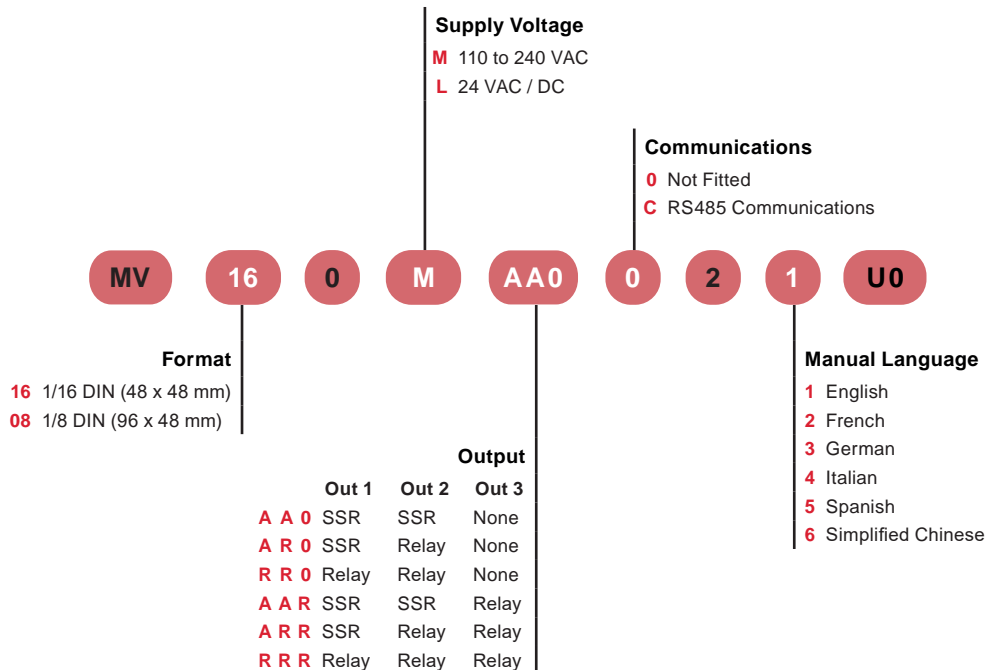 Supply Voltage
M 110 to 240 VAC
L 24 VAC / DC
Communications
0 Not Fitted
C RS485 Communications
MV 16 0 M AA0 0 2 1 U0
Format
16 1/16 DIN (48 x 48 mm)
08 1/8 DIN (96 x 48 mm)
Output
Out 1 Out 2 Out 3
A A 0 SSR SSR None
A R 0 SSR Relay None
R R 0 Relay Relay None
A A R SSR SSR Relay
A R R SSR Relay Relay
R R R Relay Relay Relay
Manual Language
1 English
2 French
3 German
4 Italian
5 Spanish
6 Simplified Chinese